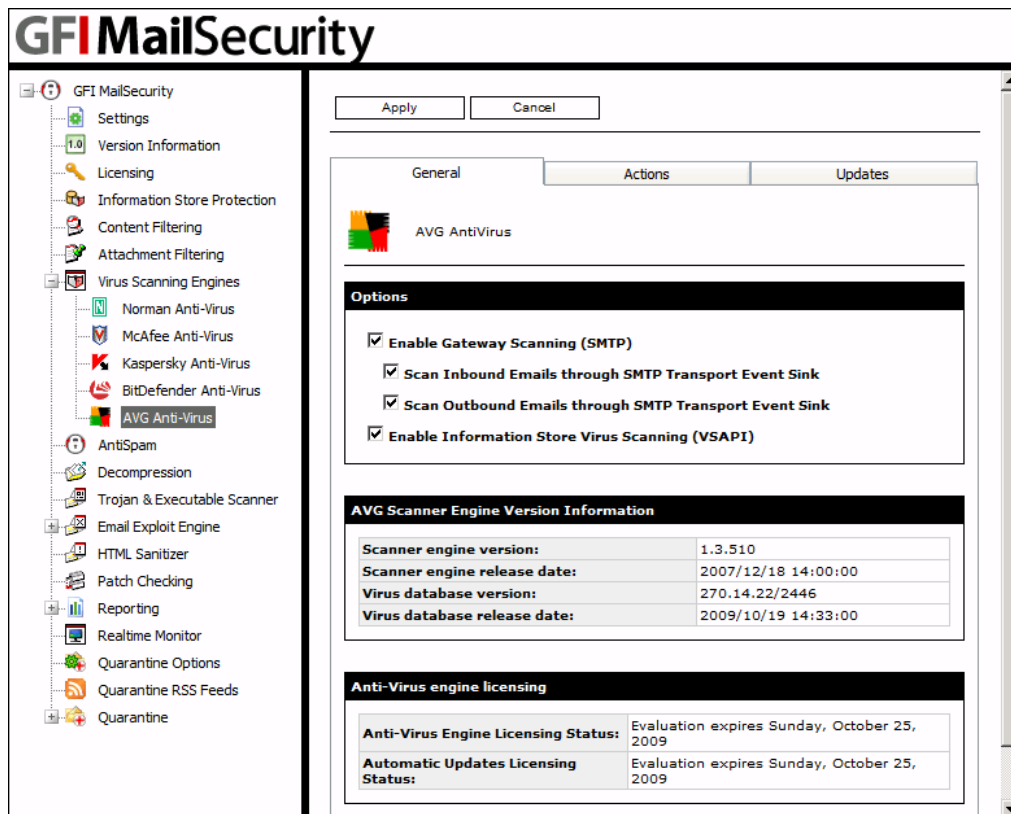 GFI MailSecurity
GFI MailSecurity
Settings
1.0
Version Information
Licensing
Information Store Protection
Content Filtering
Attachment Filtering
Virus Scanning Engines
N
Norman Anti-Virus
McAfee Anti-Virus
Kaspersky Anti-Virus
BitDefender Anti-Virus
AVG Anti-Virus
AntiSpam
Decompression
Trojan & Executable Scanner
Email Exploit Engine
HTML Sanitizer
Patch Checking
Reporting
Realtime Monitor
Quarantine Options
Quarantine RSS Feeds
Quarantine
Apply Cancel
General Actions Updates
AVG AntiVirus
Options
Enable Gateway Scanning (SMTP)
Scan Inbound Emails through SMTP Transport Event Sink
Scan Outbound Emails through SMTP Transport Event Sink
Enable Information Store Virus Scanning (VSAPI)
AVG Scanner Engine Version Information
Scanner engine version: 1.3.510
Scanner engine release date: 2007/12/18 14:00:00
Virus database version: 270.14.22/2446
Virus database release date: 2009/10/19 14:33:00
Anti-Virus engine licensing
Anti-Virus Engine Licensing Status: Evaluation expires Sunday, October 25,
2009
Automatic Updates Licensing
Status:
Evaluation expires Sunday, October 25,
2009